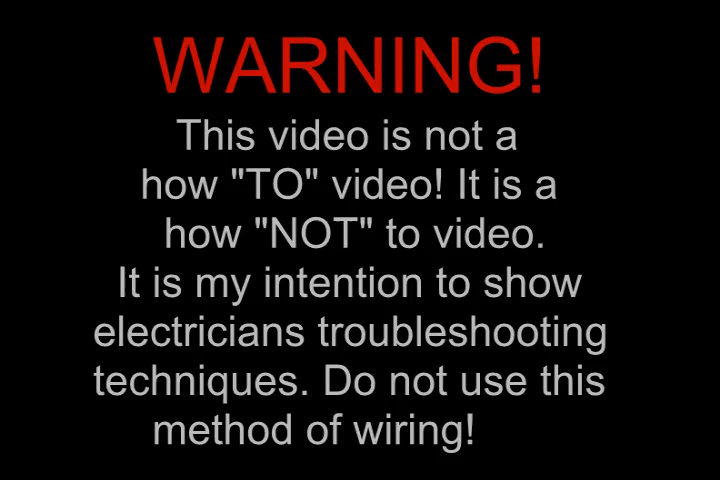 WARNING!
This video is not a
how "TO" video! It is a
how "NOT" to video.
It is my intention to show
electricians troubleshooting
techniques. Do not use this
method of wiring!